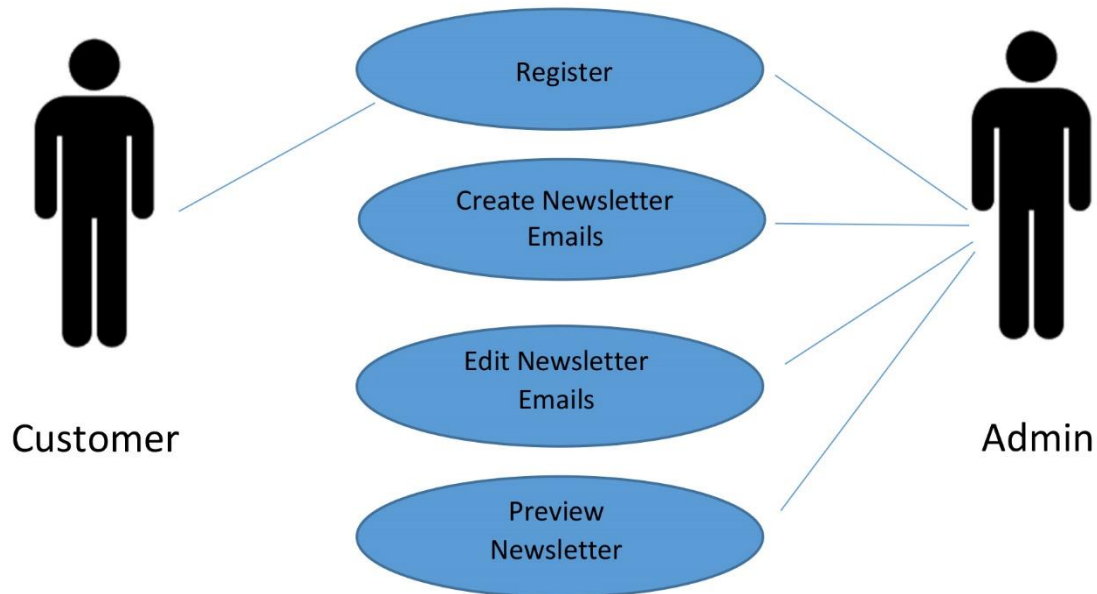 Register
Create Newsletter
Emails
Edit Newsletter
Emails
Customer
Admin
Preview
Newsletter